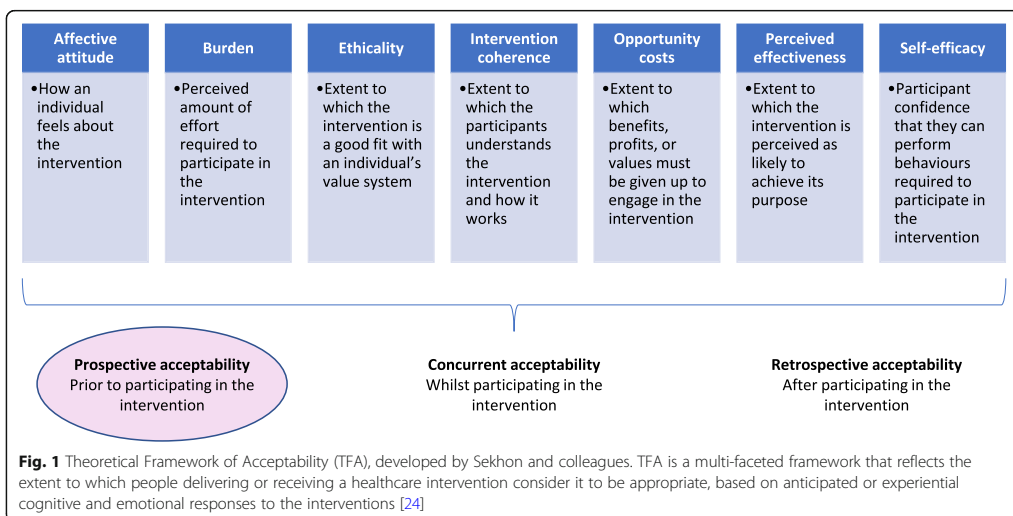 Affective
attitude
•How an
individual
feels about
the
intervention
Burden
•Perceived
amount of
effort
required to
participate in
the
intervention
Ethicality
•Extent to
which the
intervention is
a good fit with
an individual's
value system
Intervention
coherence
•Extent to
which the
participants
understands
the
intervention
and how it
works
Opportunity
costs
•Extent to
which
benefits,
profits, or
values must
be given up to
engage in the
intervention
Perceived
effectiveness
•Extent to
which the
intervention is
perceived as
likely to
achieve its
purpose
Self-efficacy
•Participant
confidence
that they can
perform
behaviours
required to
participate in
the
intervention
Prospective acceptability
Prior to participating in the
intervention
Concurrent acceptability
Whilst participating in the
intervention
Retrospective acceptability
After participating in the
intervention
Fig. 1 Theoretical Framework of Acceptability (TFA), developed by Sekhon and colleagues. TFA is a multi-faceted framework that reflects the
extent to which people delivering or receiving a healthcare intervention consider it to be appropriate, based on anticipated or experiential
cognitive and emotional responses to the interventions [24]